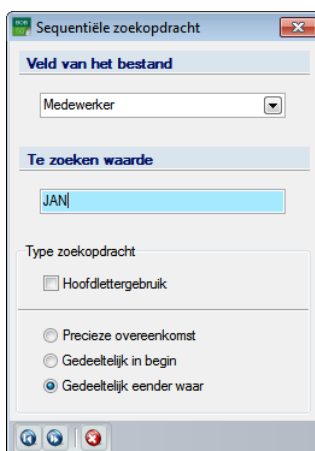 Sequentiële zoekopdracht
Veld van het bestand
Medewerker
Te zoeken waarde
JAN
Type zoekopdracht
Hoofdlettergebruik
Precieze overeenkomst
Gedeeltelijk in begin
Gedeeltelijk eender waar